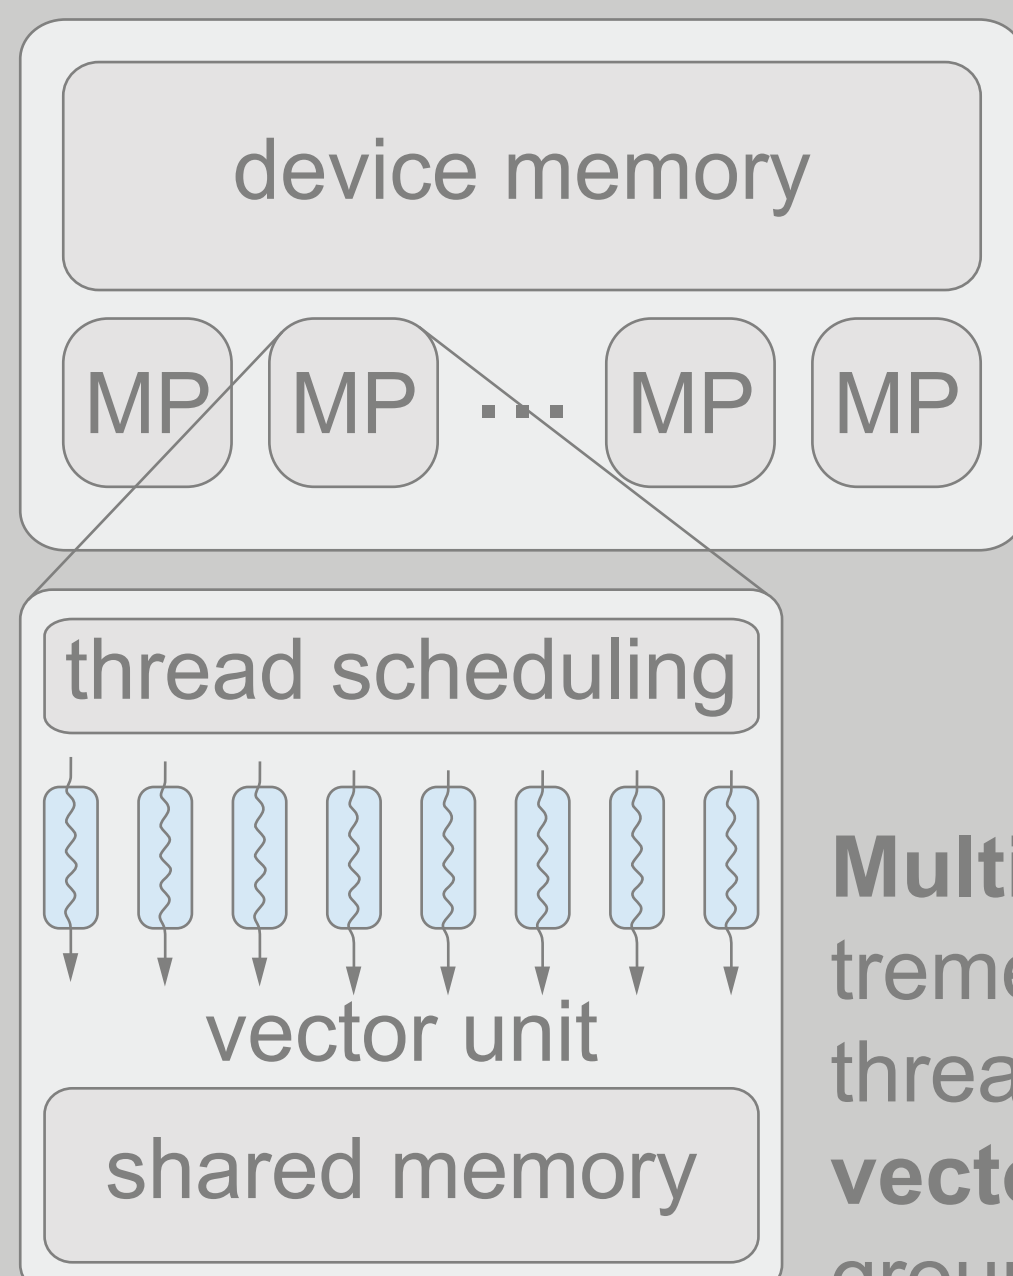 device memory
MP MP ... MP MP
thread scheduling
vector unit
shared memory